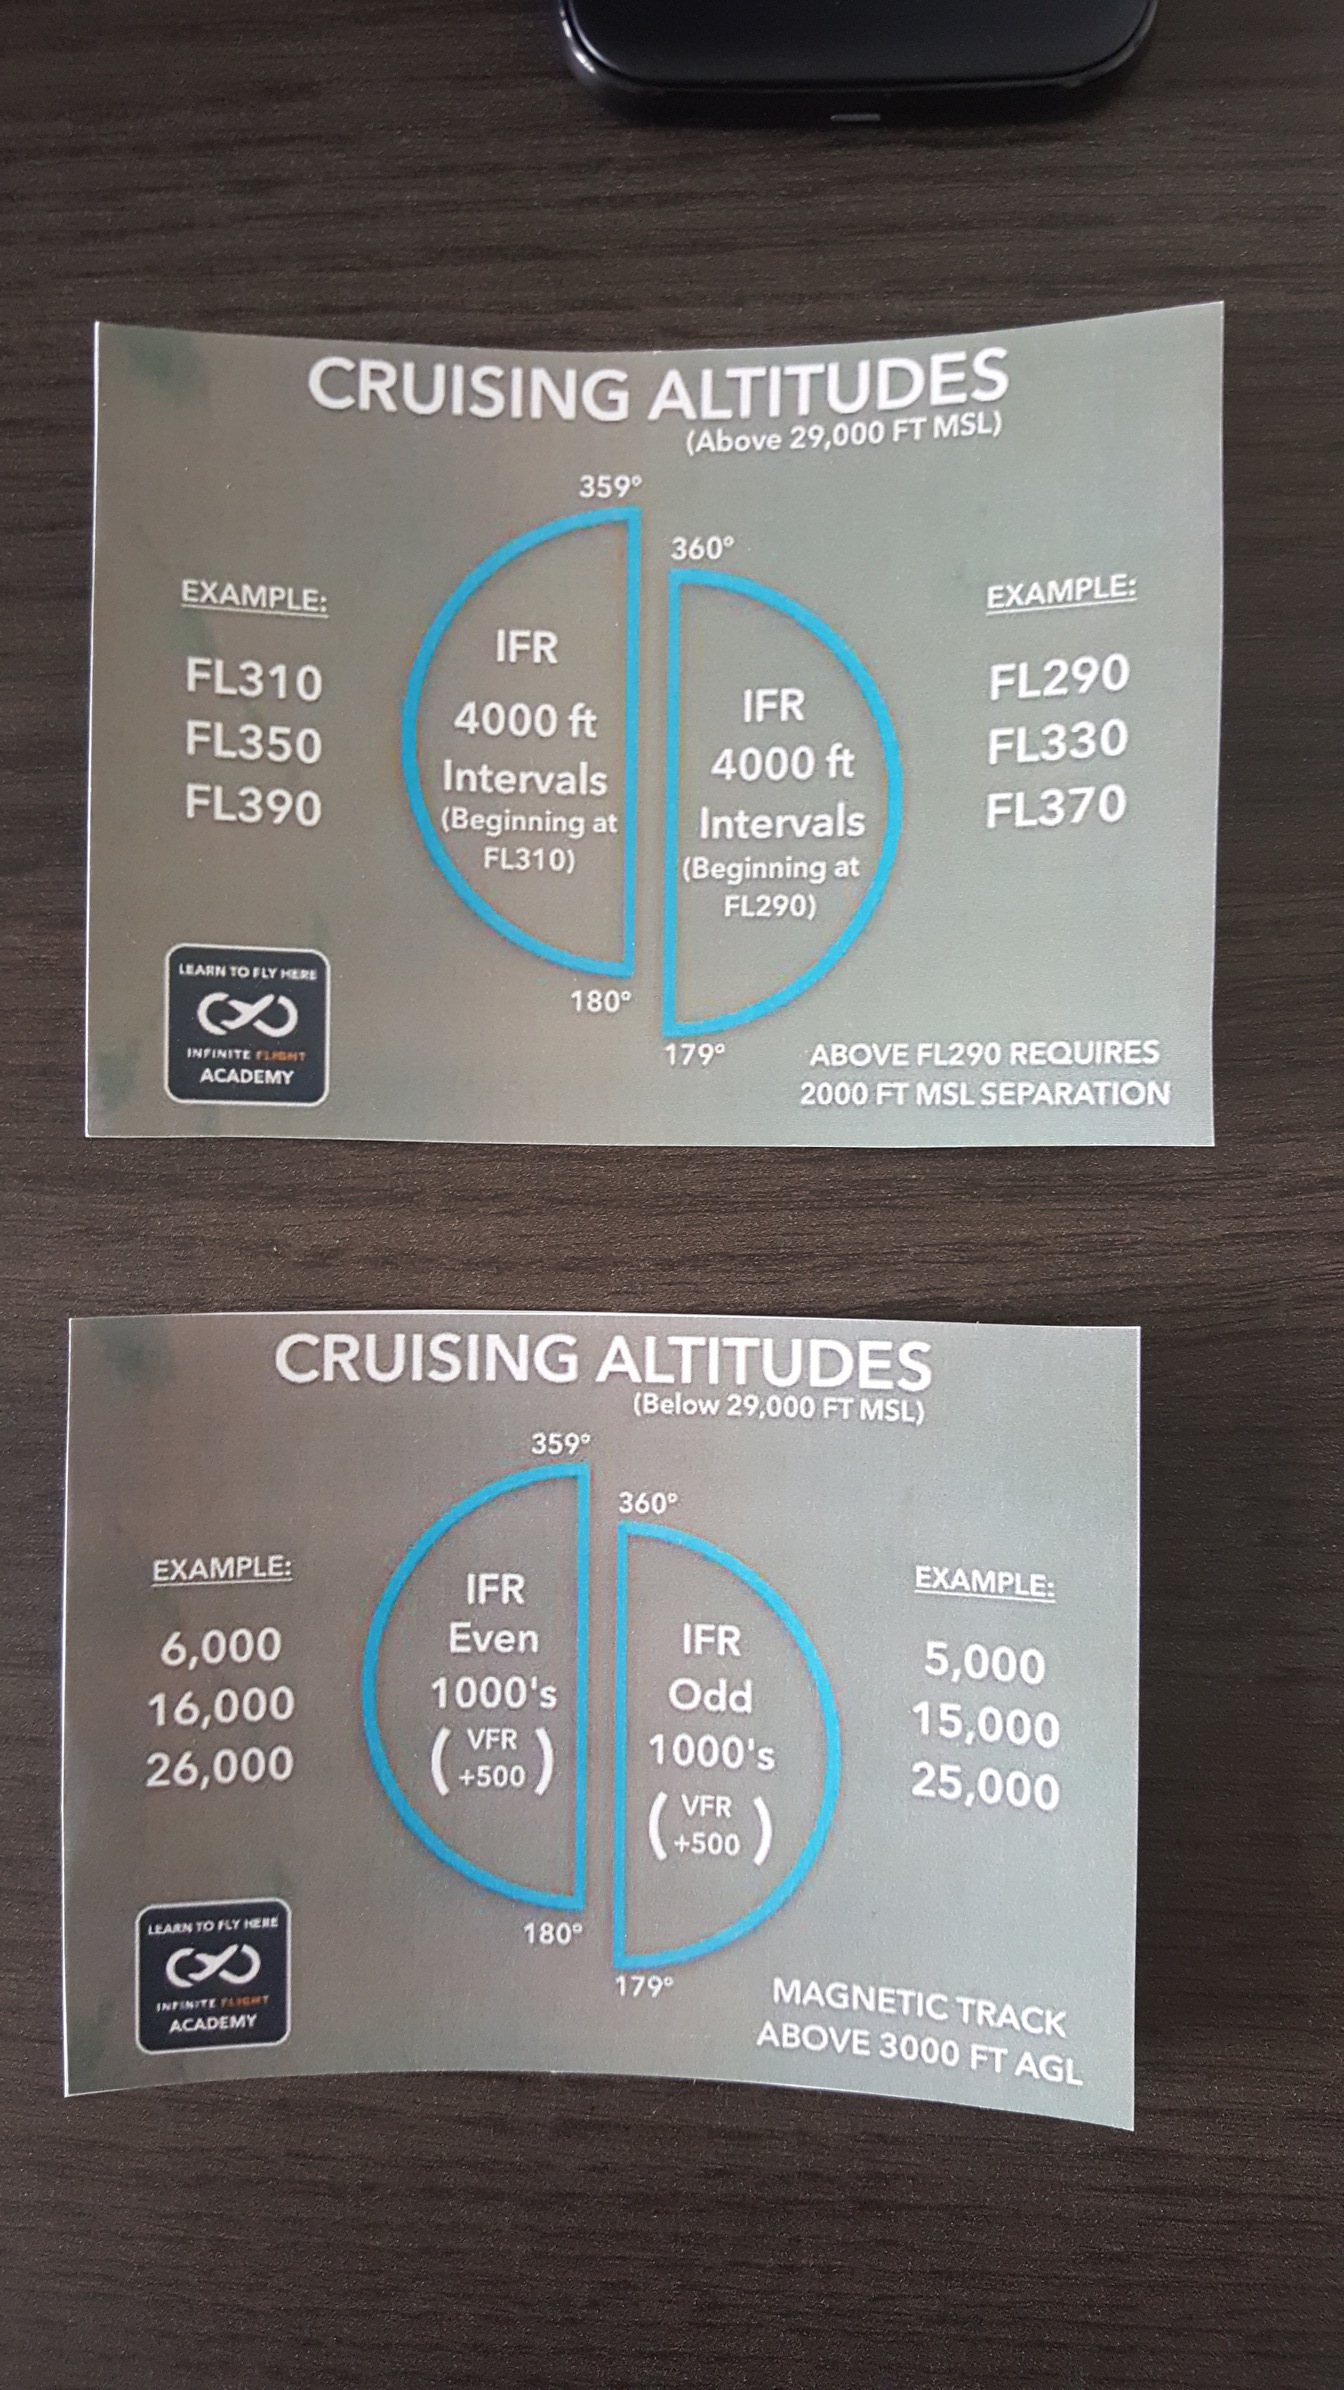 CRUISING ALTITUDES
(Above 29,000 FT MSL)
359°
360°
EXAMPLE:
FL310
FL350
FL390
IFR
4000 ft
Intervals
(Beginning at
FL310)
IFR
4000 ft
Intervals
(Beginning at
FL290)
EXAMPLE:
FL290
FL330
FL370
180°
179°
LEARN TO FLY HERE
INFINITE FLIGHT
ACADEMY
ABOVE FL290 REQUIRES
2000 FT MSL SEPARATION
CRUISING ALTITUDES
(Below 29,000 FT MSL)
359°
360°
EXAMPLE:
6,000
16,000
26,000
IFR
Even
1000's
(VFR
+500)
IFR
Odd
1000's
(VFR
+500)
EXAMPLE:
5,000
15,000
25,000
180°
179°
LEARN TO FLY HERE
INFINITE FLIGHT
ACADEMY
MAGNETIC TRACK
ABOVE 3000 FT AGL